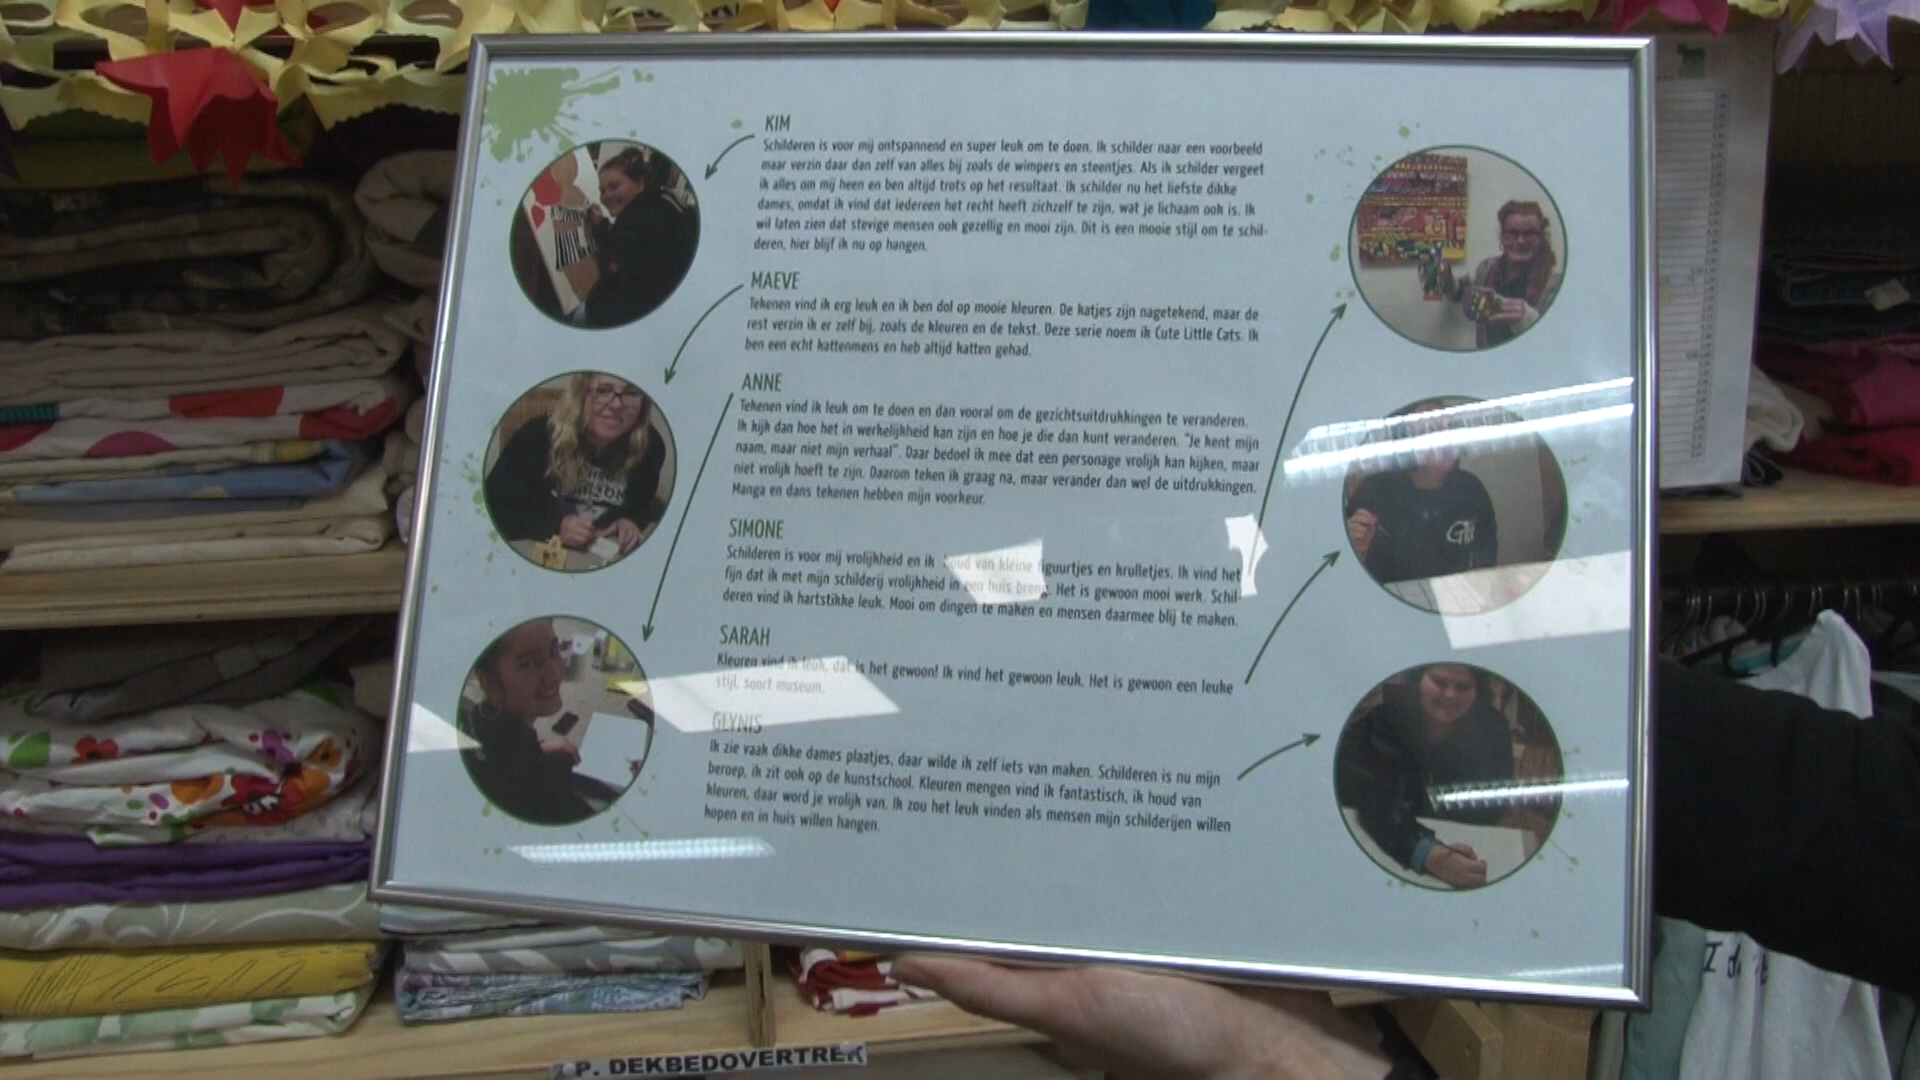 KIM
Schilderen is voor mij ontspannend en super leuk om te doen. Ik schilder naar een voorbeeld
maar verzin daar dan zelf van alles bij zoals de wimpers en steentjes. Als ik schilder vergeet
ik alles om mij heen en ben altijd trots op het resultaat. Ik schilder nu het liefste dikke
dames, omdat ik vind dat iedereen het recht heeft zichzelf te zijn, wat je lichaam ook is. Ik
wil laten zien dat stevige mensen ook gezellig en mooi zijn. Dit is een mooie stijl om te schil-
deren, hier blijf ik nu op hangen.
MAEVE
Tekenen vind ik erg leuk en ik ben dol op mooie kleuren. De katjes zijn nagetekend, maar de
rest verzin ik er zelf bij, zoals de kleuren en de tekst. Deze serie noem ik Cute Little Cats. Ik
ben een echt kattenmens en heb altijd katten gehad.
ANNE
Tekenen vind ik leuk om te doen en dan vooral om de gezichtsuitdrukkingen te veranderen.
Ik kijk dan hoe het in werkelijkheid kan zijn en hoe je die dan kunt veranderen. "Je kent mijn
naam, maar niet mijn verhaal". Daar bedoel ik mee dat een personage vrolijk kan kijken, maar
niet vrolijk hoeft te zijn. Daarom teken ik graag na, maar verander dan wel de uitdrukkingen.
Manga en dans tekenen hebben mijn voorkeur.
SIMONE
Schilderen is voor mij vrolijkheid en ik houd van kleine figuurtjes en krulletjes. Ik vind het
fijn dat ik met mijn schilderij vrolijkheid in een huis breng. Het is gewoon mooi werk. Schil-
deren vind ik hartstikke leuk. Mooi om dingen te maken en mensen daarmee blij te maken.
SARAH
Kleuren vind ik leuk, dat is het gewoon! Ik vind het gewoon leuk. Het is gewoon een leuke
stijl, soort museum.
GLYNIS
Ik zie vaak dikke dames plaatjes, daar wilde ik zelf iets van maken. Schilderen is nu mijn
beroep, ik zit ook op de kunstschool. Kleuren mengen vind ik fantastisch, ik houd van
kleuren, daar word je vrolijk van. Ik zou het leuk vinden als mensen mijn schilderijen willen
kopen en in huis willen hangen.
P. DEKBEDOVERTREK